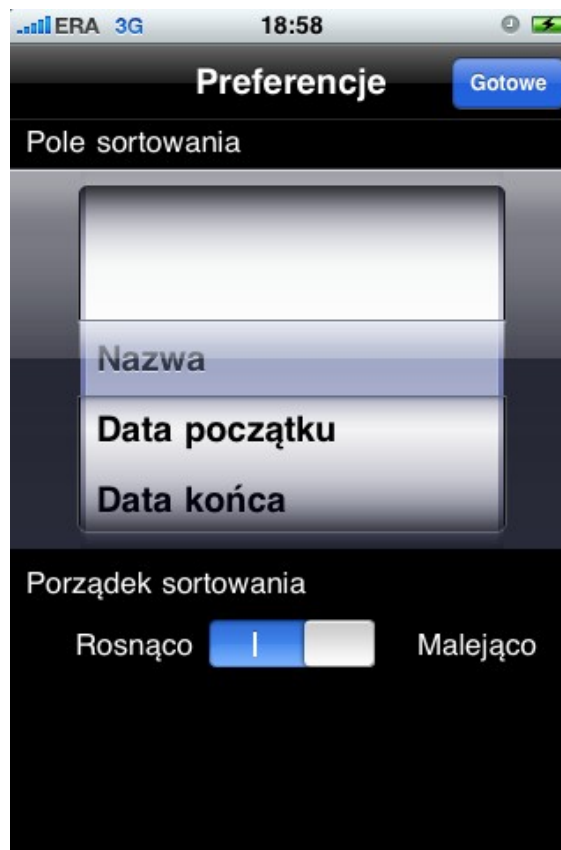 ERA 3G 18:58
Preferencje Gotowe
Pole sortowania
Nazwa
Data początku
Data końca
Porządek sortowania
Rosnąco Malejąco